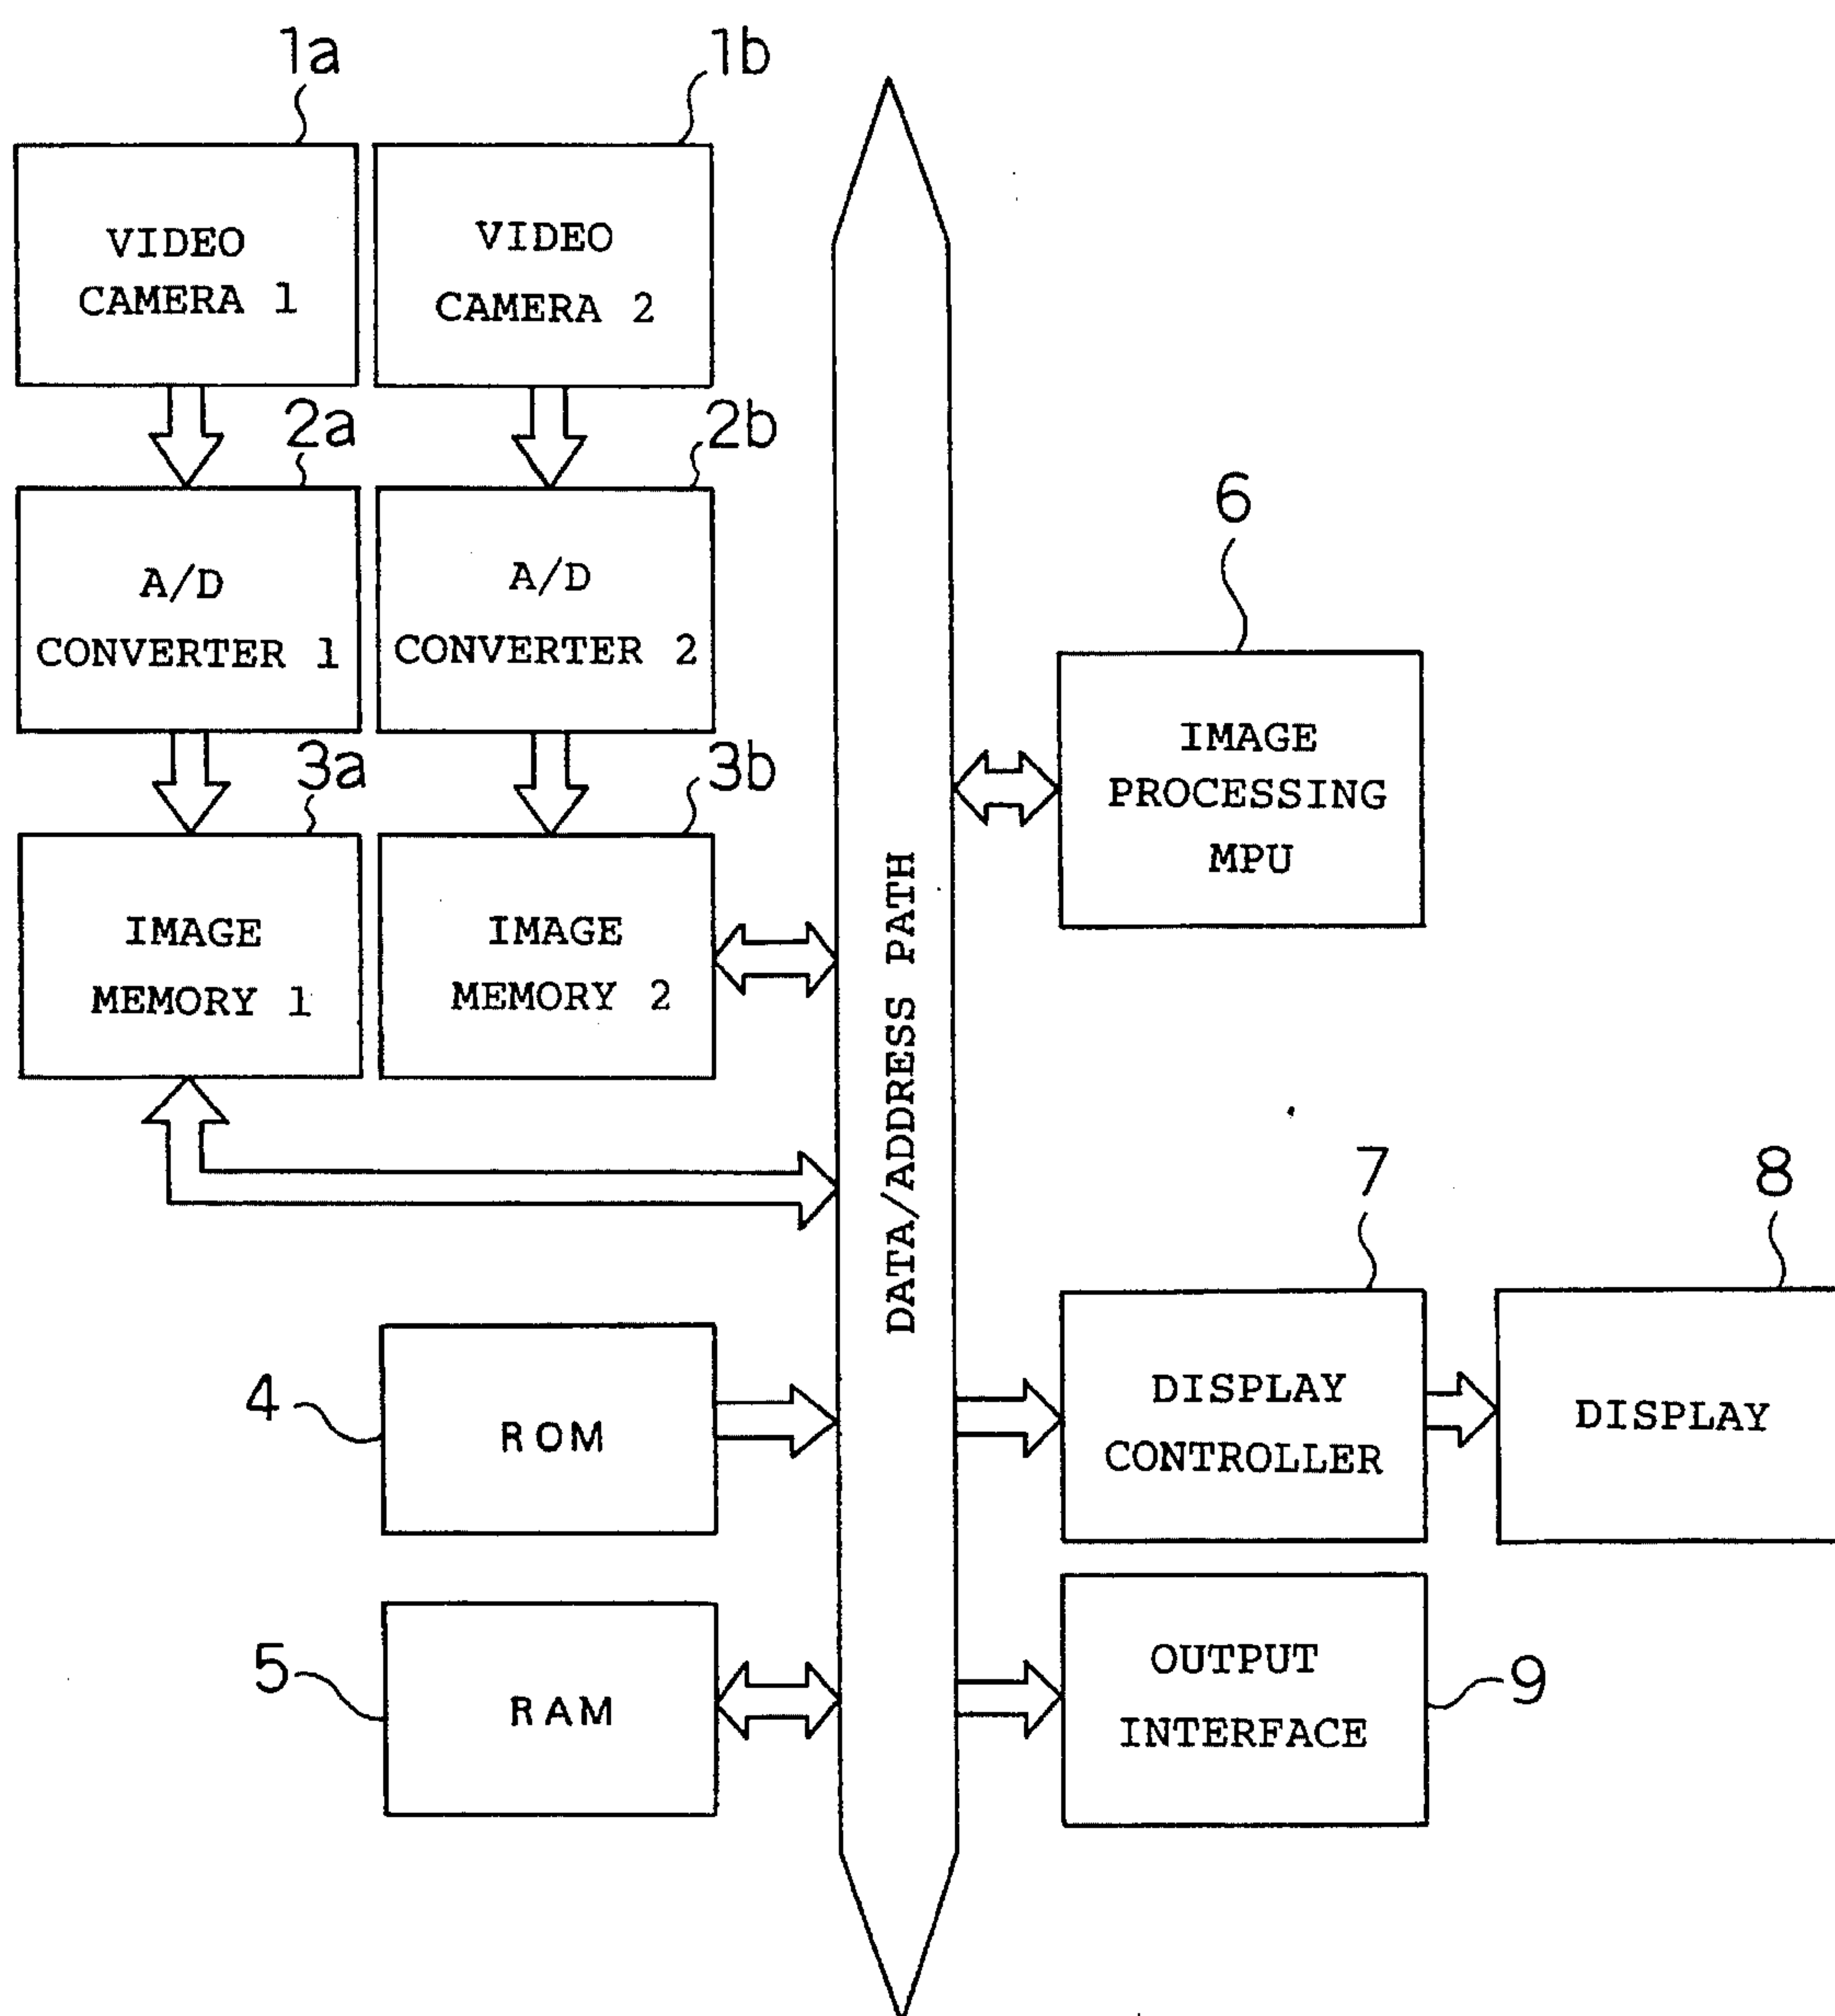 1a
1b
VIDEO
CAMERA 1
VIDEO
CAMERA 2
2a
2b
A/D
CONVERTER 1
A/D
CONVERTER 2
3a
3b
IMAGE
MEMORY 1
IMAGE
MEMORY 2
DATA/ADDRESS PATH
6
IMAGE
PROCESSING
MPU
4
ROM
7
DISPLAY
CONTROLLER
8
DISPLAY
5
RAM
OUTPUT
INTERFACE
9